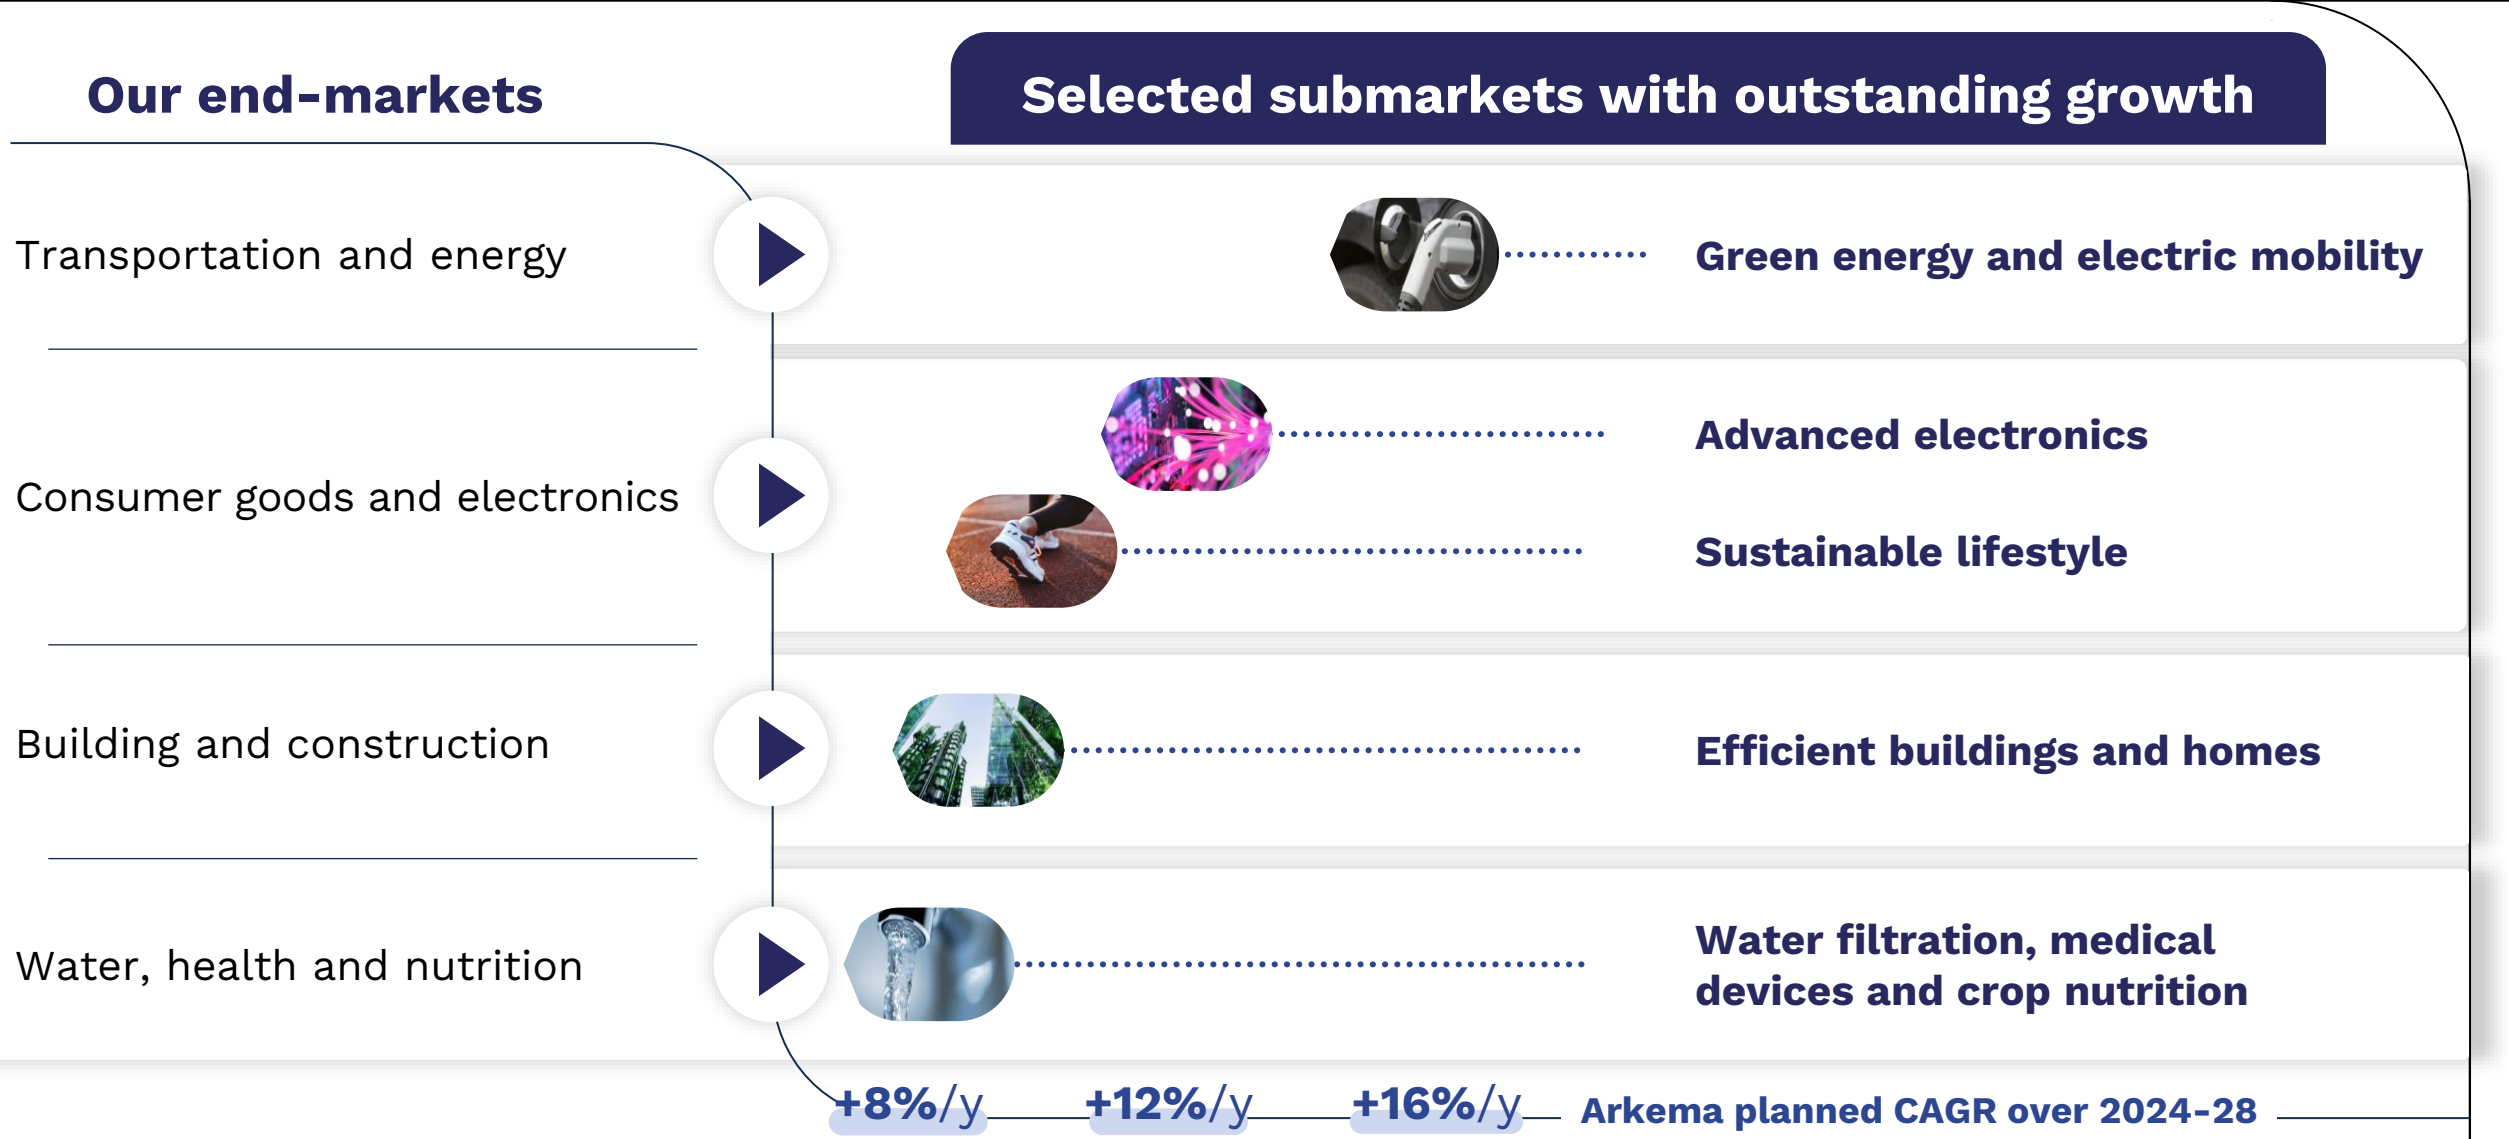 Our end-markets
Selected submarkets with outstanding growth
Transportation and energy
Green energy and electric mobility
Consumer goods and electronics
Advanced electronics
Sustainable lifestyle
Building and construction
Efficient buildings and homes
Water, health and nutrition
Water filtration, medical
devices and crop nutrition
+8%/y
+12%/y
+16%/y
Arkema planned CAGR over 2024-28